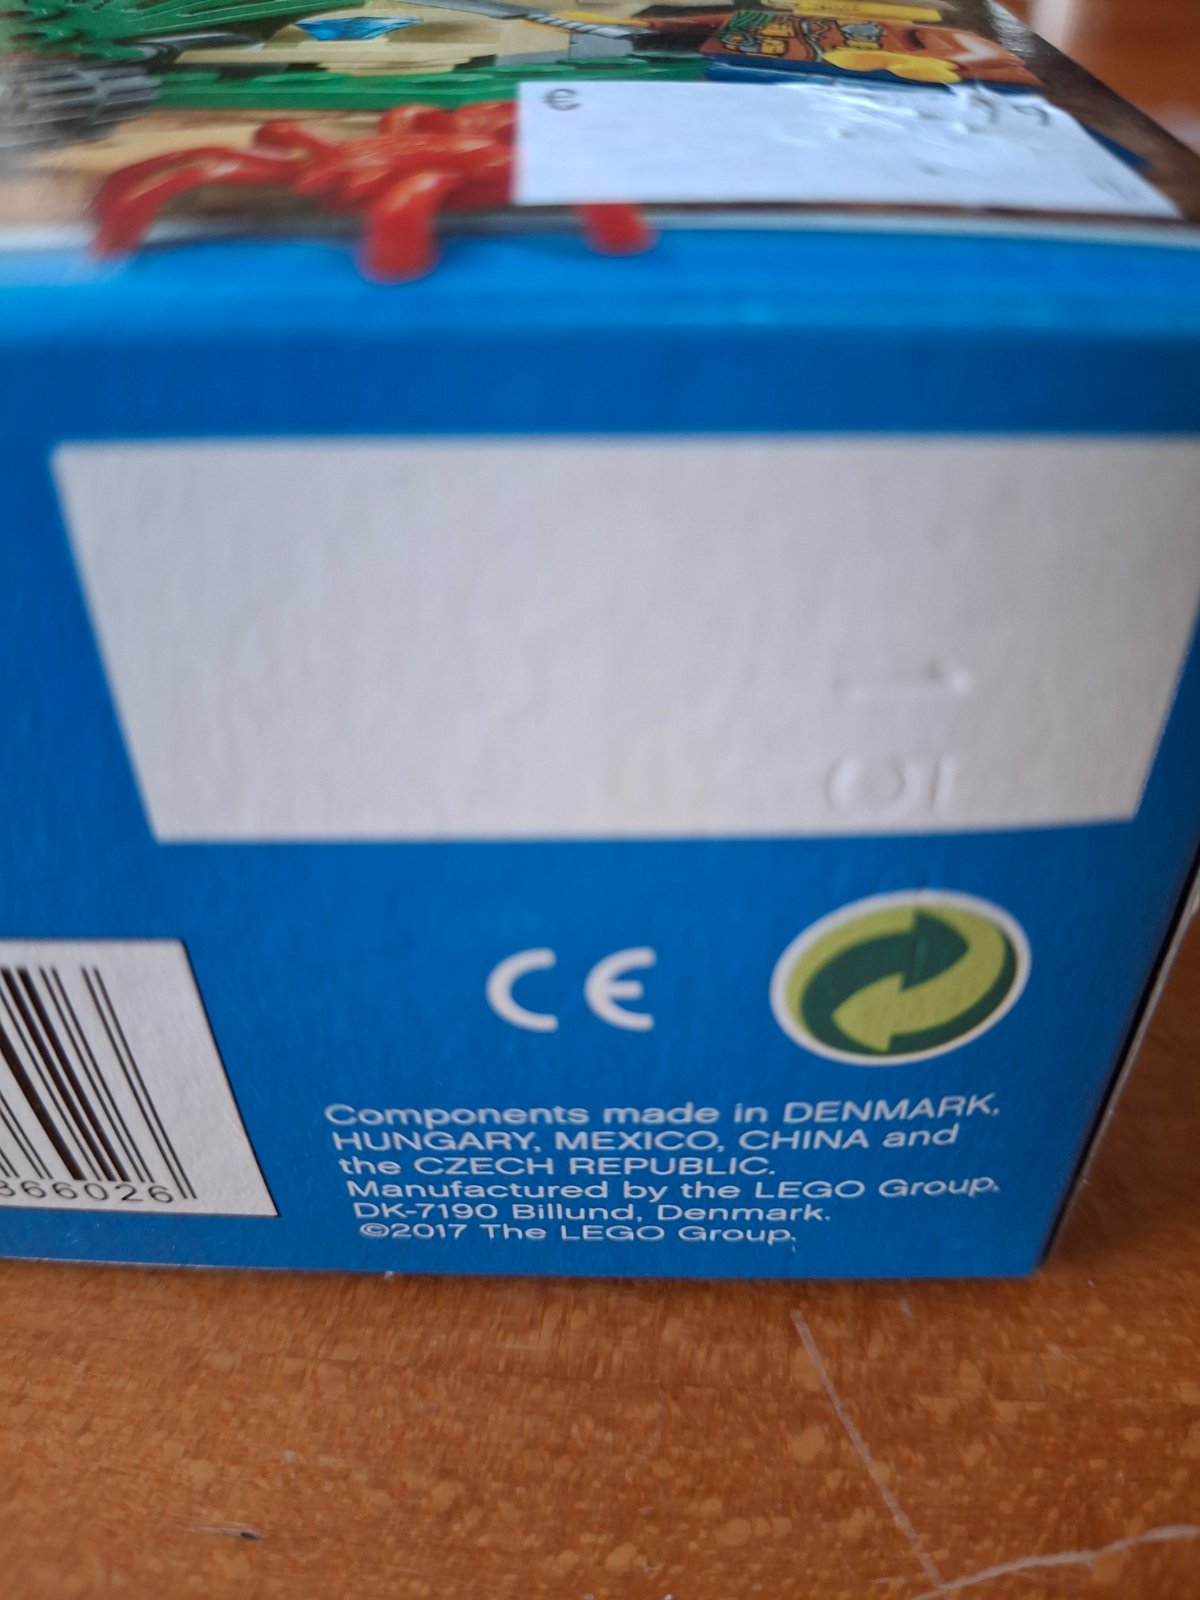 €
CE
366026
Components made in DENMARK,
HUNGARY, MEXICO, CHINA and
the CZECH REPUBLIC.
Manufactured by the LEGO Group.
DK-7190 Billund, Denmark.
©2017 The LEGO Group.